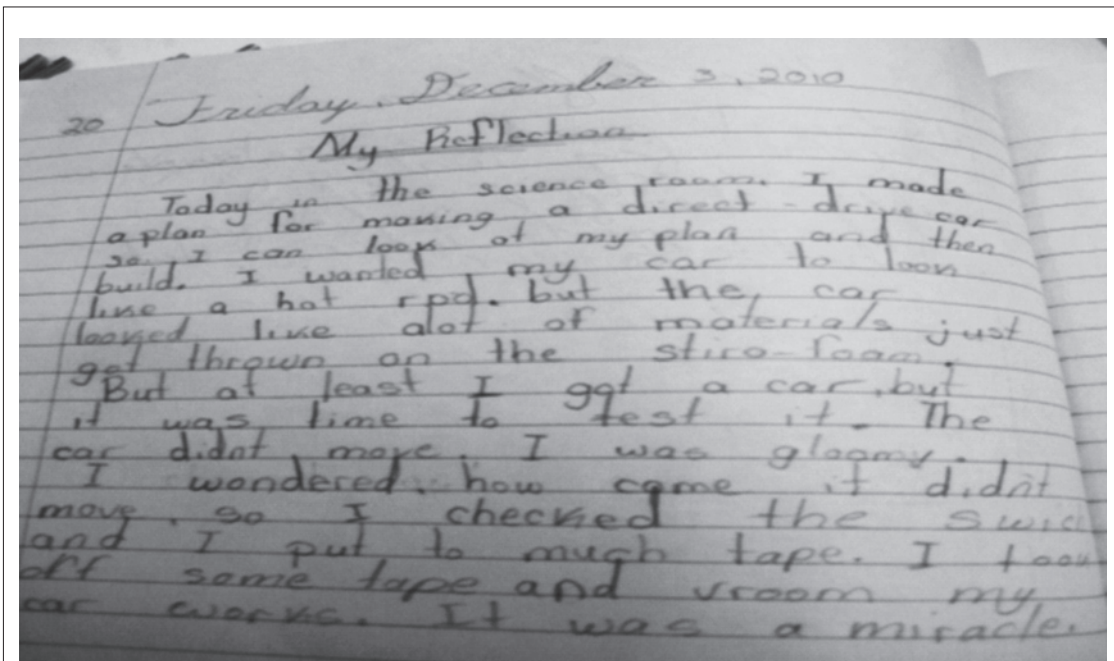 Friday, December 3, 2010
20
My Reflection
Today in the science room. I made
a plan for making a direct-drive car
so I can look at my plan and then
build. I wanted my car to look
like a hot rod. but the car
looked like alot of materials just
got thrown on the stiro-foam.
But at least I got a car, but
it was time to test it. The
car didnt move. I was gloomy.
I wondered how come it didn't
move, so I checked the
and I put to much tape. I took
off some tape and vroom my
car works. It was a miracle.